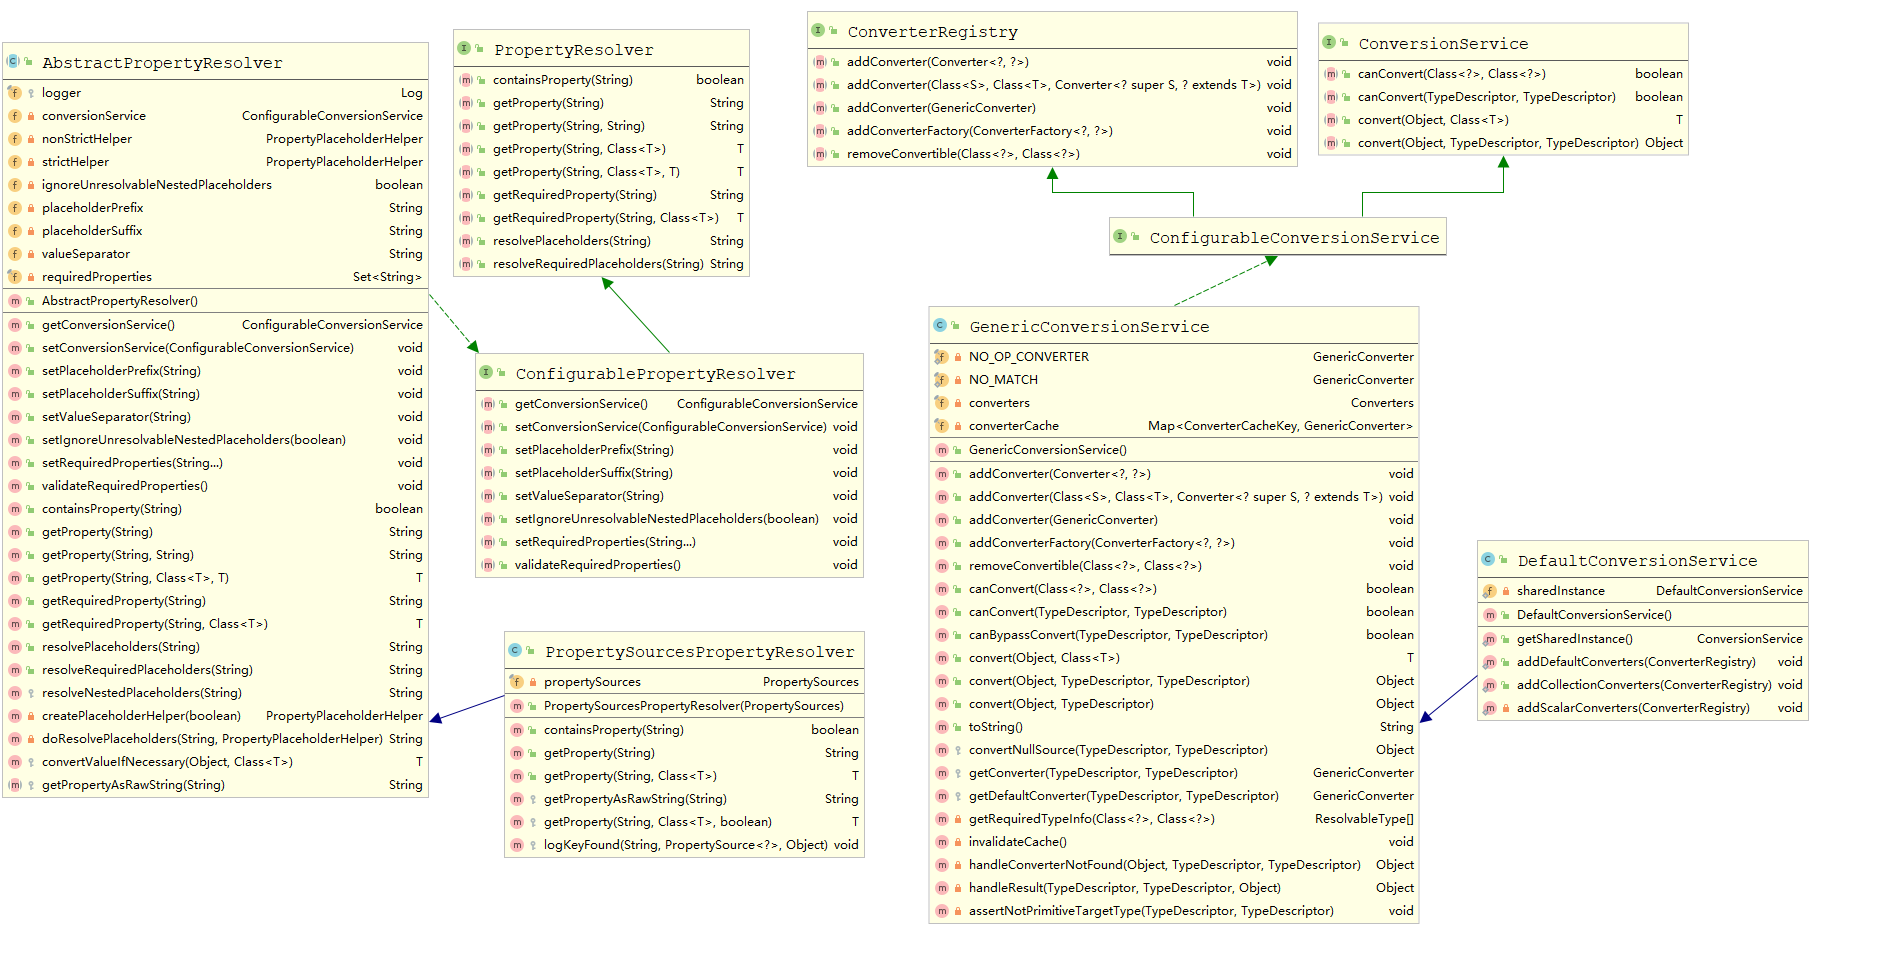 AbstractPropertyResolver
logger Log
conversionService ConfigurableConversionService
nonStrictHelper PropertyPlaceholderHelper
strictHelper PropertyPlaceholderHelper
ignoreUnresolvableNestedPlaceholders boolean
placeholderPrefix String
placeholderSuffix String
valueSeparator String
requiredProperties Set<String>
AbstractPropertyResolver()
getConversionService() ConfigurableConversionService
setConversionService(ConfigurableConversionService) void
setPlaceholderPrefix(String) void
setPlaceholderSuffix(String) void
setValueSeparator(String) void
setIgnoreUnresolvableNestedPlaceholders(boolean) void
setRequiredProperties(String...) void
validateRequiredProperties() void
containsProperty(String) boolean
getProperty(String) String
getProperty(String, String) String
getProperty(String, Class<T>, T) T
getRequiredProperty(String) String
getRequiredProperty(String, Class<T>) T
resolvePlaceholders(String) String
resolveRequiredPlaceholders(String) String
resolveNestedPlaceholders(String) String
createPlaceholderHelper(boolean) PropertyPlaceholderHelper
doResolvePlaceholders(String, PropertyPlaceholderHelper) String
convertValueIfNecessary(Object, Class<T>) T
getPropertyAsRawString(String) String
PropertyResolver
containsProperty(String) boolean
getProperty(String) String
getProperty(String, String) String
getProperty(String, Class<T>) T
getProperty(String, Class<T>, T) T
getRequiredProperty(String) String
getRequiredProperty(String, Class<T>) T
resolvePlaceholders(String) String
resolveRequiredPlaceholders(String) String
ConfigurablePropertyResolver
getConversionService() ConfigurableConversionService
setConversionService(ConfigurableConversionService) void
setPlaceholderPrefix(String) void
setPlaceholderSuffix(String) void
setValueSeparator(String) void
setIgnoreUnresolvableNestedPlaceholders(boolean) void
setRequiredProperties(String...) void
validateRequiredProperties() void
PropertySourcesPropertyResolver
propertySources PropertySources
PropertySourcesPropertyResolver(PropertySources)
containsProperty(String) boolean
getProperty(String) String
getProperty(String, Class<T>) T
getPropertyAsRawString(String) String
getProperty(String, Class<T>, boolean) T
logKeyFound(String, PropertySource<?>, Object) void
ConverterRegistry
addConverter(Converter<?, ?>) void
addConverter(Class<S>, Class<T>, Converter<? super S, ? extends T>) void
addConverter(GenericConverter) void
addConverterFactory(ConverterFactory<?, ?>) void
removeConvertible(Class<?>, Class<?>) void
ConversionService
canConvert(Class<?>, Class<?>) boolean
canConvert(TypeDescriptor, TypeDescriptor) boolean
convert(Object, Class<T>) T
convert(Object, TypeDescriptor, TypeDescriptor) Object
ConfigurableConversionService
GenericConversionService
NO_OP_CONVERTER GenericConverter
NO_MATCH GenericConverter
converters Converters
converterCache Map<ConverterCacheKey, GenericConverter>
GenericConversionService()
addConverter(Converter<?, ?>) void
addConverter(Class<S>, Class<T>, Converter<? super S, ? extends T>) void
addConverter(GenericConverter) void
addConverterFactory(ConverterFactory<?, ?>) void
removeConvertible(Class<?>, Class<?>) void
canConvert(Class<?>, Class<?>) boolean
canConvert(TypeDescriptor, TypeDescriptor) boolean
canBypassConvert(TypeDescriptor, TypeDescriptor) boolean
convert(Object, Class<T>) T
convert(Object, TypeDescriptor, TypeDescriptor) Object
convert(Object, TypeDescriptor) Object
toString() String
convertNullSource(TypeDescriptor, TypeDescriptor) Object
getConverter(TypeDescriptor, TypeDescriptor) GenericConverter
getDefaultConverter(TypeDescriptor, TypeDescriptor) GenericConverter
getRequiredTypeInfo(Class<?>, Class<?>) ResolvableType[]
invalidateCache() void
handleConverterNotFound(Object, TypeDescriptor, TypeDescriptor) Object
handleResult(TypeDescriptor, TypeDescriptor, Object) Object
assertNotPrimitiveTargetType(TypeDescriptor, TypeDescriptor) void
DefaultConversionService
sharedInstance DefaultConversionService
DefaultConversionService()
getSharedInstance() ConversionService
addDefaultConverters(ConverterRegistry) void
addCollectionConverters(ConverterRegistry) void
addScalarConverters(ConverterRegistry) void